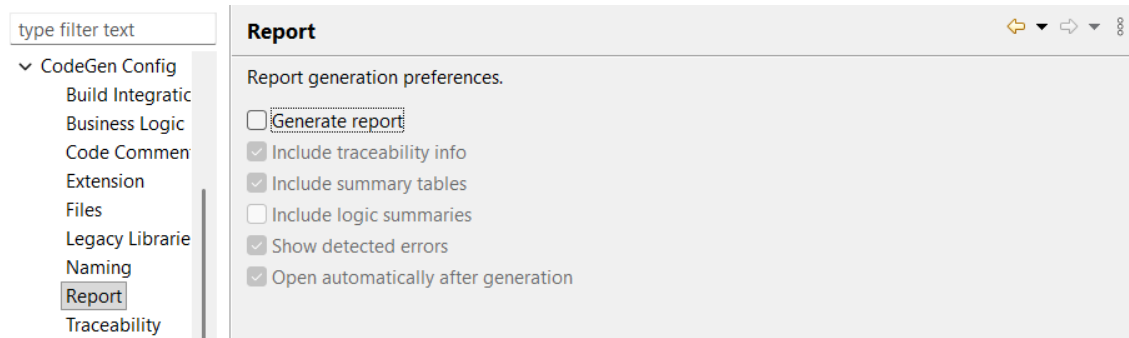 type filter text
CodeGen Config
Build Integratic
Business Logic
Code Commen
Extension
Files
Legacy Librarie
Naming
Report
Traceability
Report
Report generation preferences.
Generate report
Include traceability info
Include summary tables
Include logic summaries
Show detected errors
Open automatically after generation